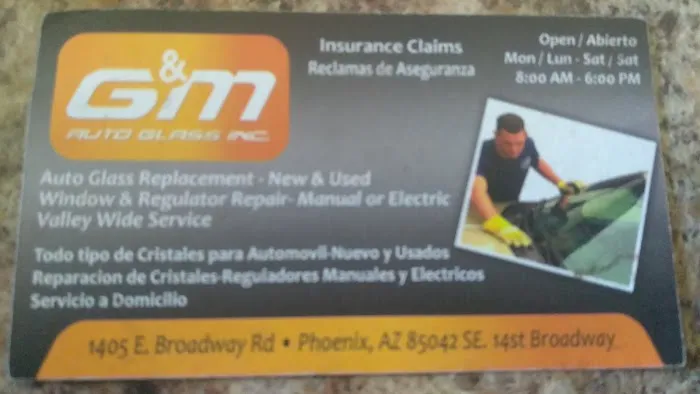 G&M
AUTO GLASS INC.
Insurance Claims
Reclamas de Aseguranza
Open / Abierto
Mon / Lun - Sat / Sat
8:00 AM - 6:00 PM
Auto Glass Replacement - New & Used
Window & Regulator Repair- Manual or Electric
Valley Wide Service
Todo tipo de Cristales para Automovil-Nuevo y Usados
Reparacion de Cristales-Reguladores Manuales y Electricos
Servicio a Domicilio
1405 E. Broadway Rd • Phoenix, AZ 85042 SE. 14st Broadway